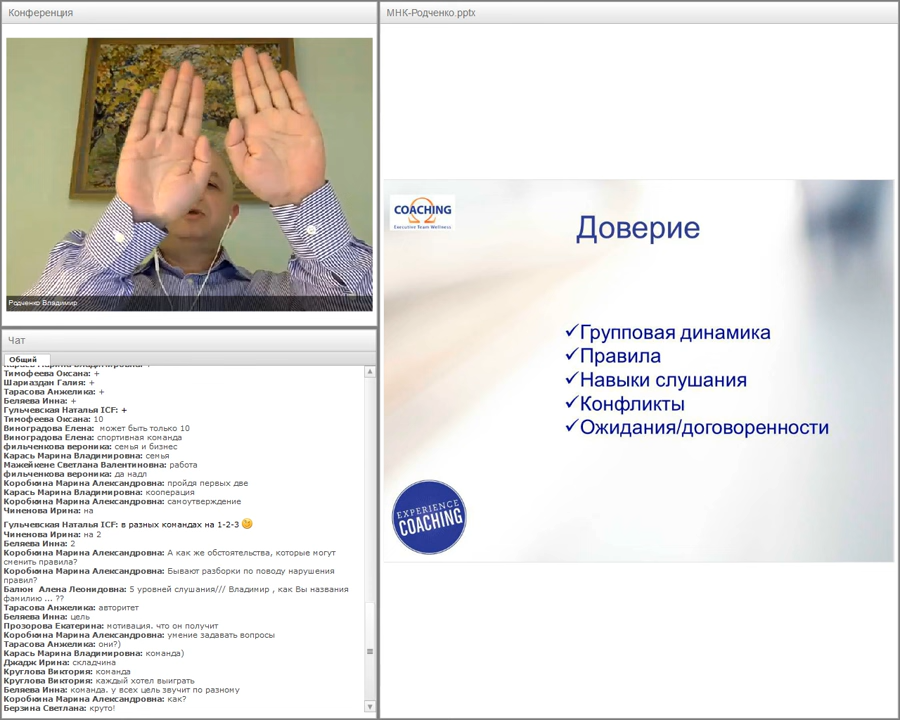 Конференция
Родченко Владимир
Чат
Общий
Тимофеева Оксана: +
Шариаздан Галия: +
Тарасова Анжелика: +
Беляева Инна: +
Гульчевская Наталья ICF: +
Тимофеева Оксана: 10
Виноградова Елена: может быть только 10
Виноградова Елена: спортивная команда
фильченкова вероника: семья и бизнес
Карась Марина Владимировна: семья
Мажейкене Светлана Валентиновна: работа
фильченкова вероника: да надл
Коробкина Марина Александровна: пройдя первых две
Карась Марина Владимировна: кооперация
Коробкина Марина Александровна: самоутверждение
Чиненова Ирина: на
Гульчевская Наталья ICF: в разных командах на 1-2-3
Чиненова Ирина: на 2
Беляева Инна: 2
Коробкина Марина Александровна: А как же обстоятельства, которые могут
сменить правила?
Коробкина Марина Александровна: Бывают разборки по поводу нарушения
правил?
Балюн Алена Леонидовна: 5 уровней слушания/// Владимир , как Вы названия
фамилию ... ??
Тарасова Анжелика: авторитет
Беляева Инна: цель
Прозорова Екатерина: мотивация. что он получит
Коробкина Марина Александровна: умение задавать вопросы
Тарасова Анжелика: они?)
Карась Марина Владимировна: команда)
Джадж Ирина: складчина
Круглова Виктория: команда
Круглова Виктория: каждый хотел выиграть
Беляева Инна: команда. у всех цель звучит по разному
Коробкина Марина Александровна: как?
Берзина Светлана: круто!
МНК-Родченко.pptx
COACHING
Executive Team Wellness
Доверие
✓Групповая динамика
✓Правила
✓Навыки слушания
✓Конфликты
✓Ожидания/договоренности
EXPERIENCE
COACHING